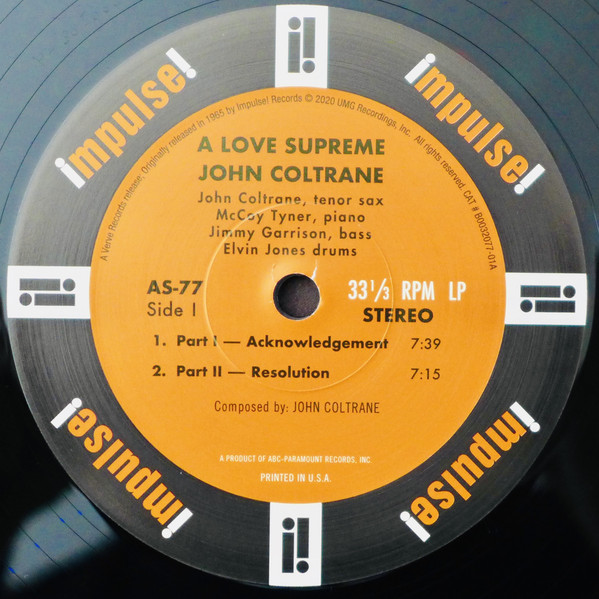 A Verve Records release. Originally released in 1965 by Impulse! Records © 2020 UMG Recordings, Inc. All rights reserved. CAT # B0032077-01A
impulse!
impulse!
A LOVE SUPREME
JOHN COLTRANE
John Coltrane, tenor sax
McCoy Tyner, piano
Jimmy Garrison, bass
Elvin Jones drums
AS-77
33 1/3 RPM LP
Side I
STEREO
1. Part I — Acknowledgement 7:39
2. Part II — Resolution 7:15
Composed by: JOHN COLTRANE
A PRODUCT OF ABC-PARAMOUNT RECORDS, INC
PRINTED IN U.S.A.
impulse!
impulse!